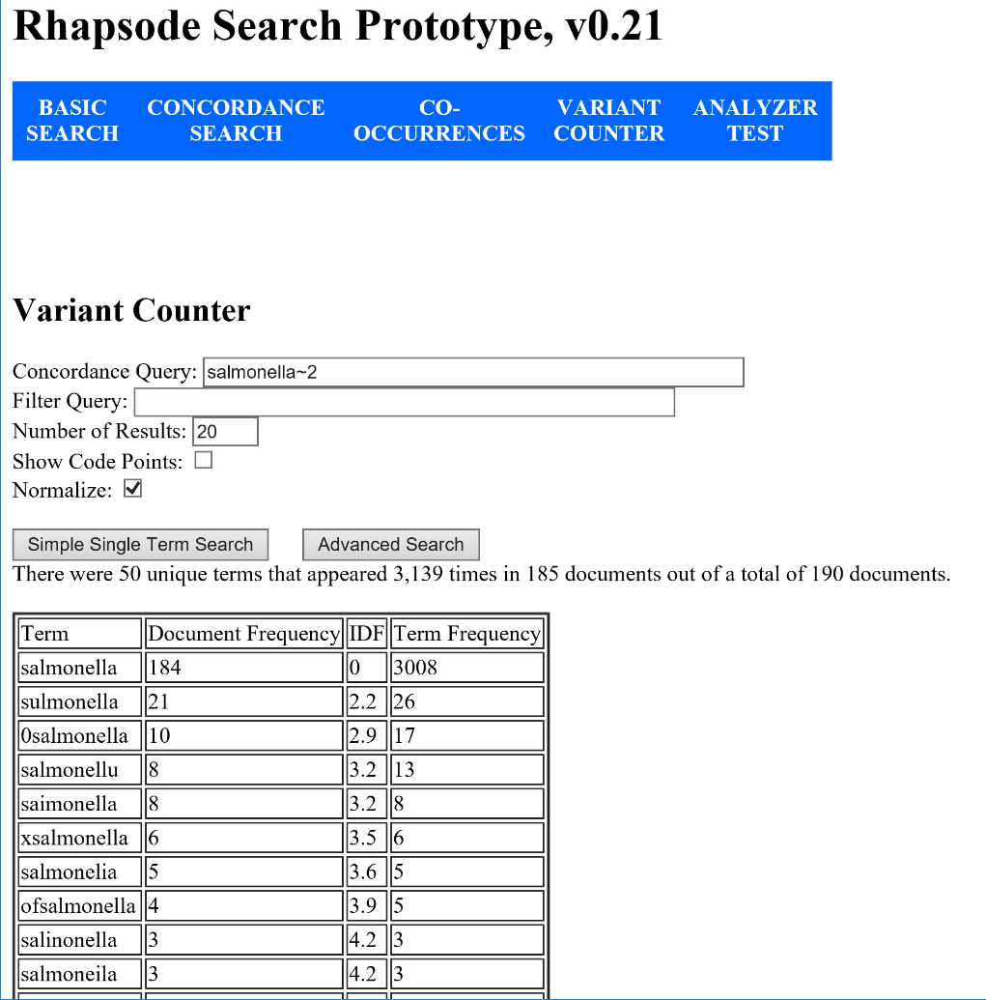 Rhapsode Search Prototype, v0.21
BASIC SEARCH CONCORDANCE SEARCH CO-OCCURRENCES VARIANT COUNTER ANALYZER TEST
Variant Counter
Concordance Query: salmonella~2
Filter Query:
Number of Results: 20
Show Code Points:
Normalize:
Simple Single Term Search Advanced Search
There were 50 unique terms that appeared 3,139 times in 185 documents out of a total of 190 documents.
Term Document Frequency IDF Term Frequency
salmonella 184 0 3008
sulmonella 21 2.2 26
0salmonella 10 2.9 17
salmonellu 8 3.2 13
saimonella 8 3.2 8
xsalmonella 6 3.5 6
salmonelia 5 3.6 5
ofsalmonella 4 3.9 5
salinonella 3 4.2 3
salmoneila 3 4.2 3